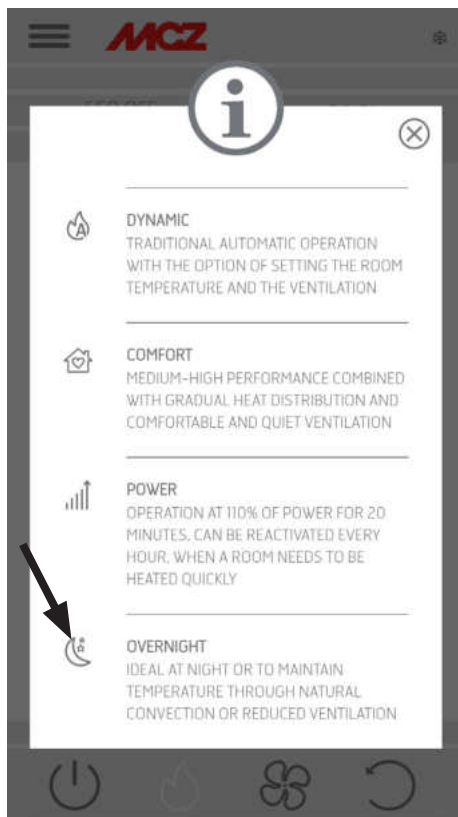 MCZ
i
DYNAMIC
TRADITIONAL AUTOMATIC OPERATION
WITH THE OPTION OF SETTING THE ROOM
TEMPERATURE AND THE VENTILATION
COMFORT
MEDIUM-HIGH PERFORMANCE COMBINED
WITH GRADUAL HEAT DISTRIBUTION AND
COMFORTABLE AND QUIET VENTILATION
POWER
OPERATION AT 110% OF POWER FOR 20
MINUTES. CAN BE REACTIVATED EVERY
HOUR, WHEN A ROOM NEEDS TO BE
HEATED QUICKLY
OVERNIGHT
IDEAL AT NIGHT OR TO MAINTAIN
TEMPERATURE THROUGH NATURAL
CONVECTION OR REDUCED VENTILATION